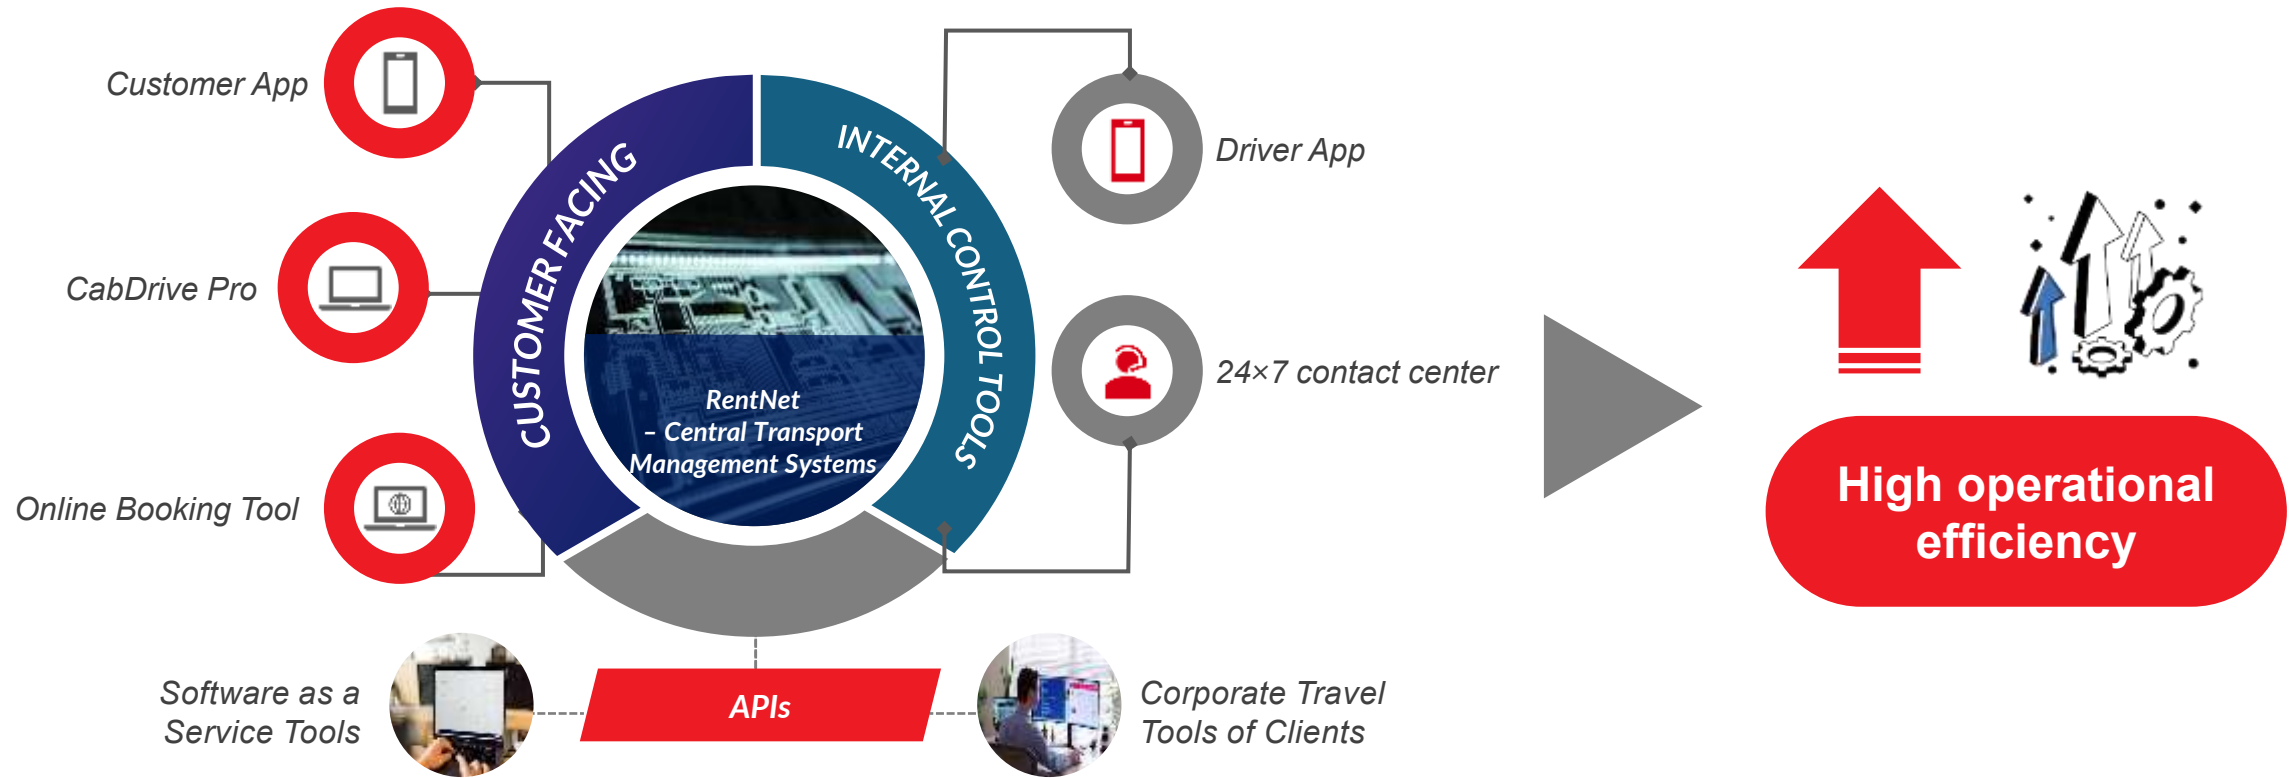 Customer App
CabDrive Pro
Online Booking Tool
CUSTOMER FACING
INTERNAL CONTROL TOOLS
RentNet
– Central Transport
Management Systems
Driver App
24×7 contact center
Software as a
Service Tools
APIs
Corporate Travel
Tools of Clients
High operational
efficiency